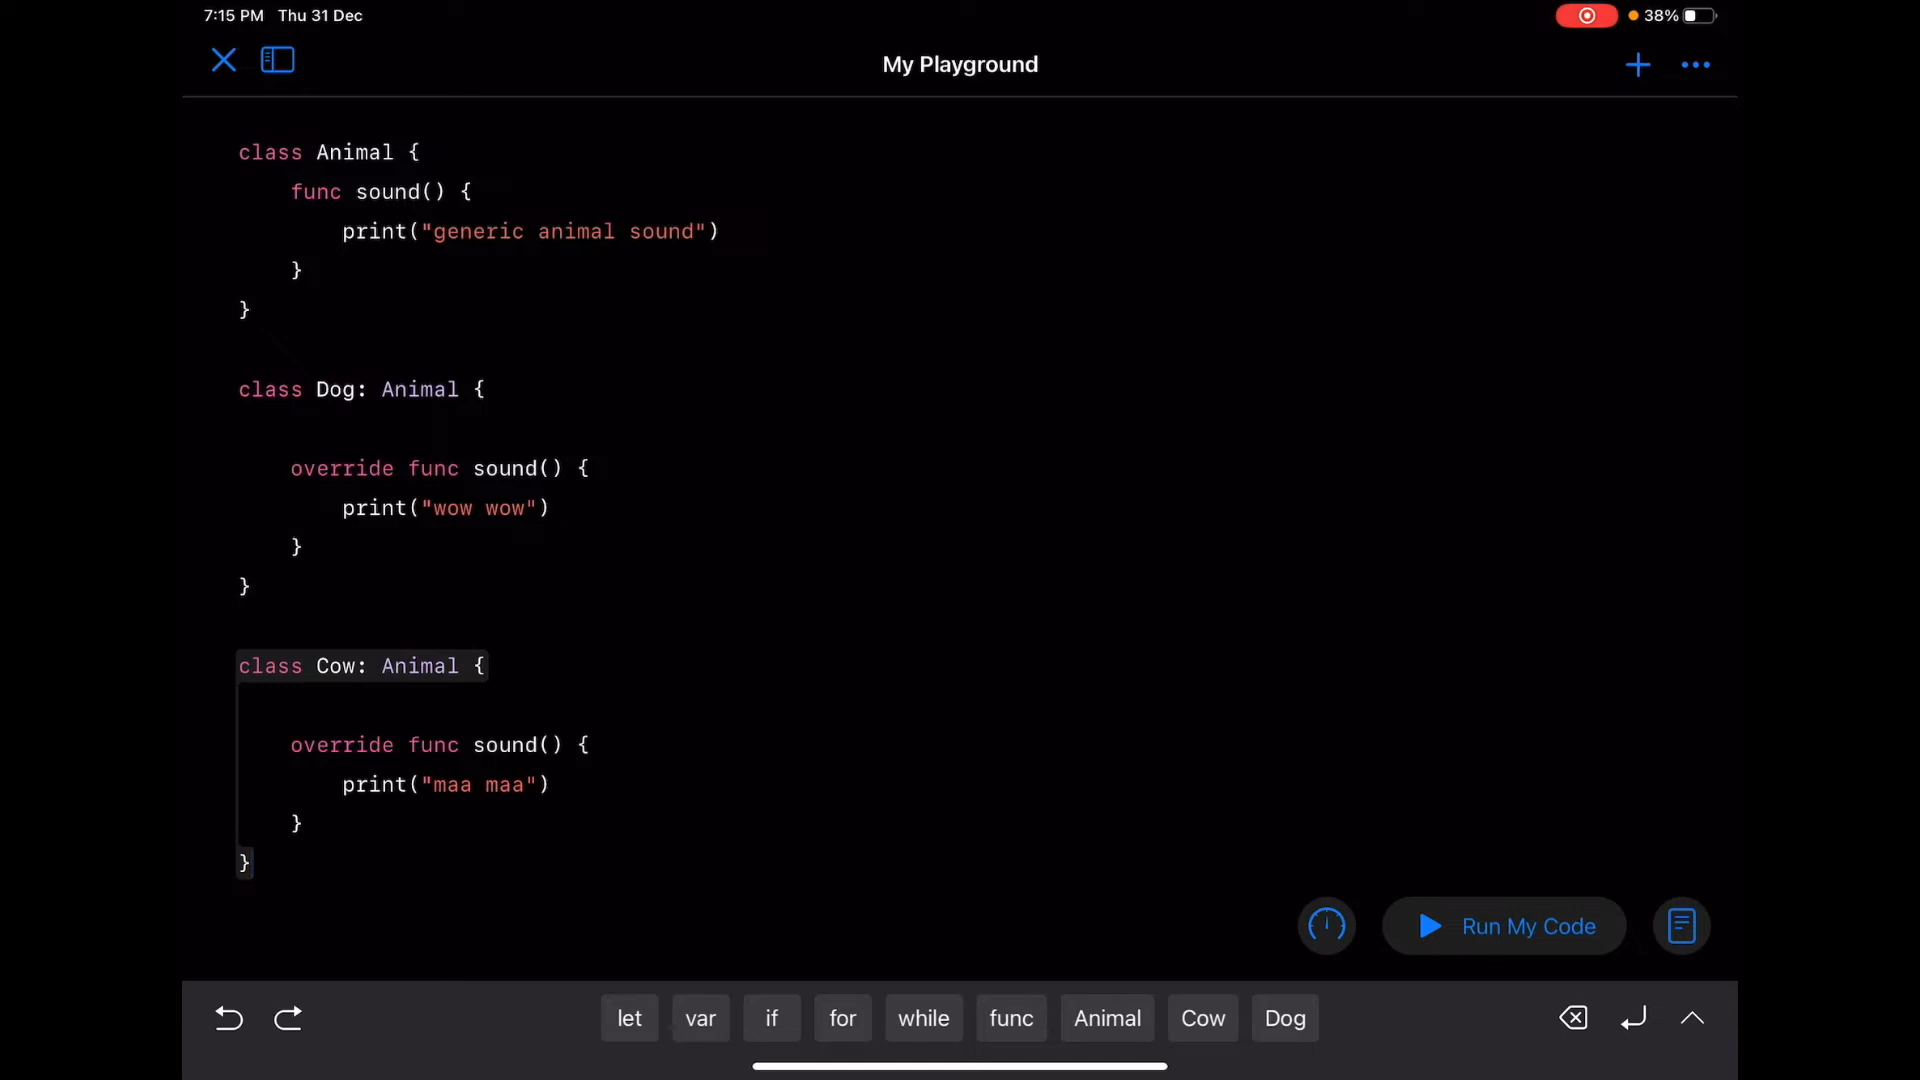 7:15 PM Thu 31 Dec
38%
My Playground
class Animal {
func sound() {
print("generic animal sound")
}
}
class Dog: Animal {
override func sound() {
print("wow wow")
}
}
class Cow: Animal {
override func sound() {
print("maa maa")
}
}
Run My Code
let var if for while func Animal Cow Dog